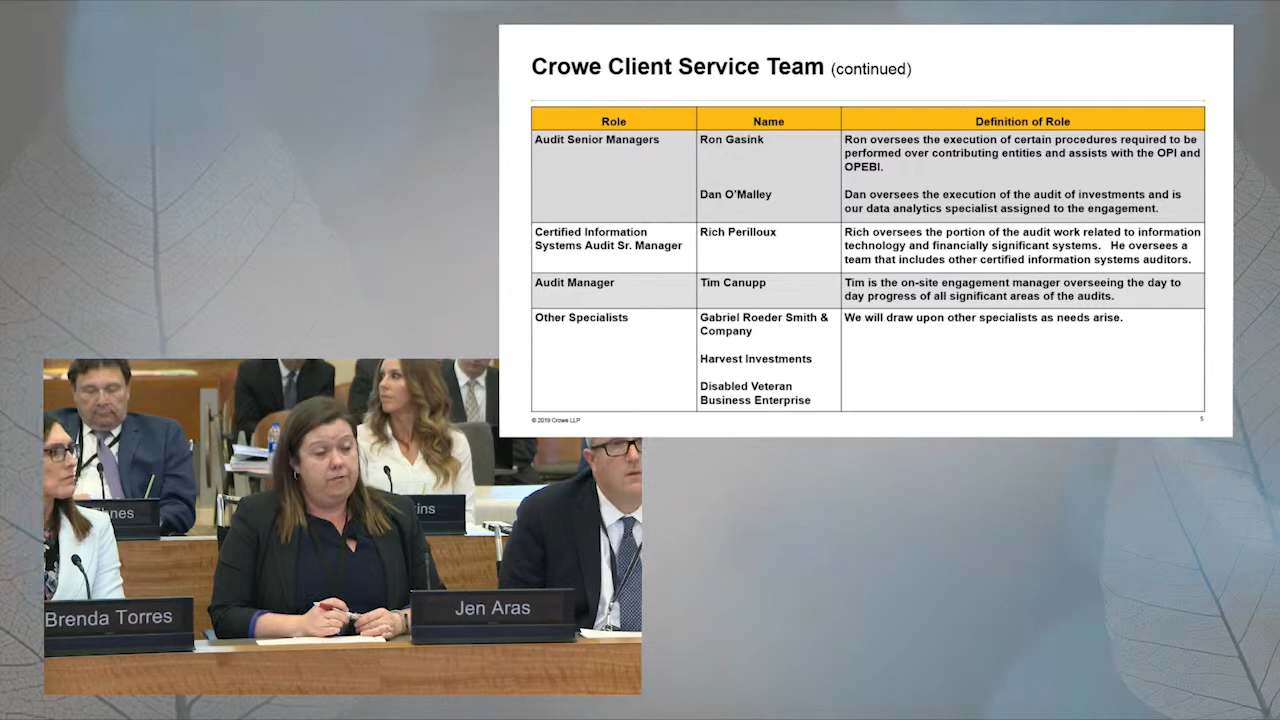 Crowe Client Service Team (continued)
Role Name Definition of Role
Audit Senior Managers
Ron Gasink
Ron oversees the execution of certain procedures required to be
performed over contributing entities and assists with the OPI and
OPEBI.
Dan O'Malley
Dan oversees the execution of the audit of investments and is
our data analytics specialist assigned to the engagement.
Certified Information
Systems Audit Sr. Manager
Rich Perilloux
Rich oversees the portion of the audit work related to information
technology and financially significant systems. He oversees a
team that includes other certified information systems auditors.
Audit Manager
Tim Canupp
Tim is the on-site engagement manager overseeing the day to
day progress of all significant areas of the audits.
Other Specialists
Gabriel Roeder Smith &
Company
Harvest Investments
Disabled Veteran
Business Enterprise
We will draw upon other specialists as needs arise.
© 2019 Crowe LLP
5
Brenda Torres
Jen Aras